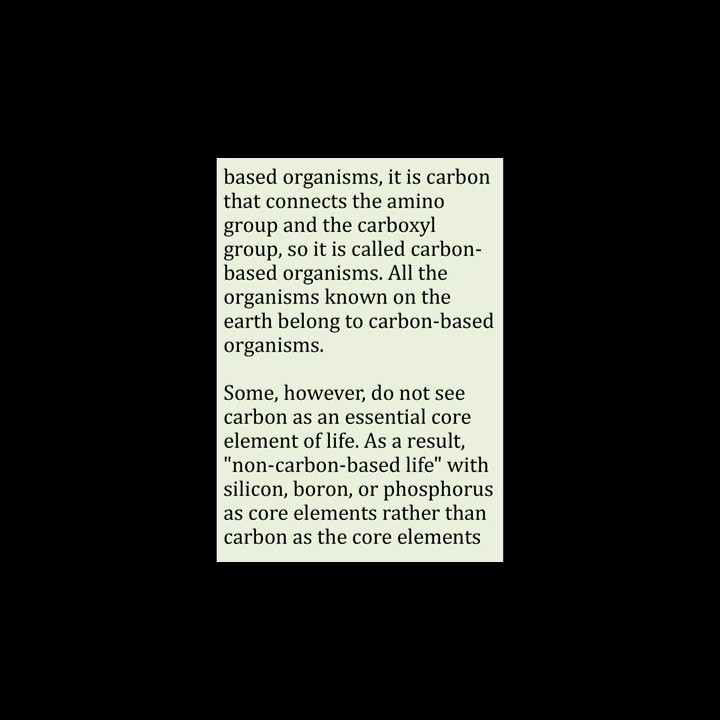 based organisms, it is carbon
that connects the amino
group and the carboxyl
group, so it is called carbon-
based organisms. All the
organisms known on the
earth belong to carbon-based
organisms.
Some, however, do not see
carbon as an essential core
element of life. As a result,
"non-carbon-based life" with
silicon, boron, or phosphorus
as core elements rather than
carbon as the core elements